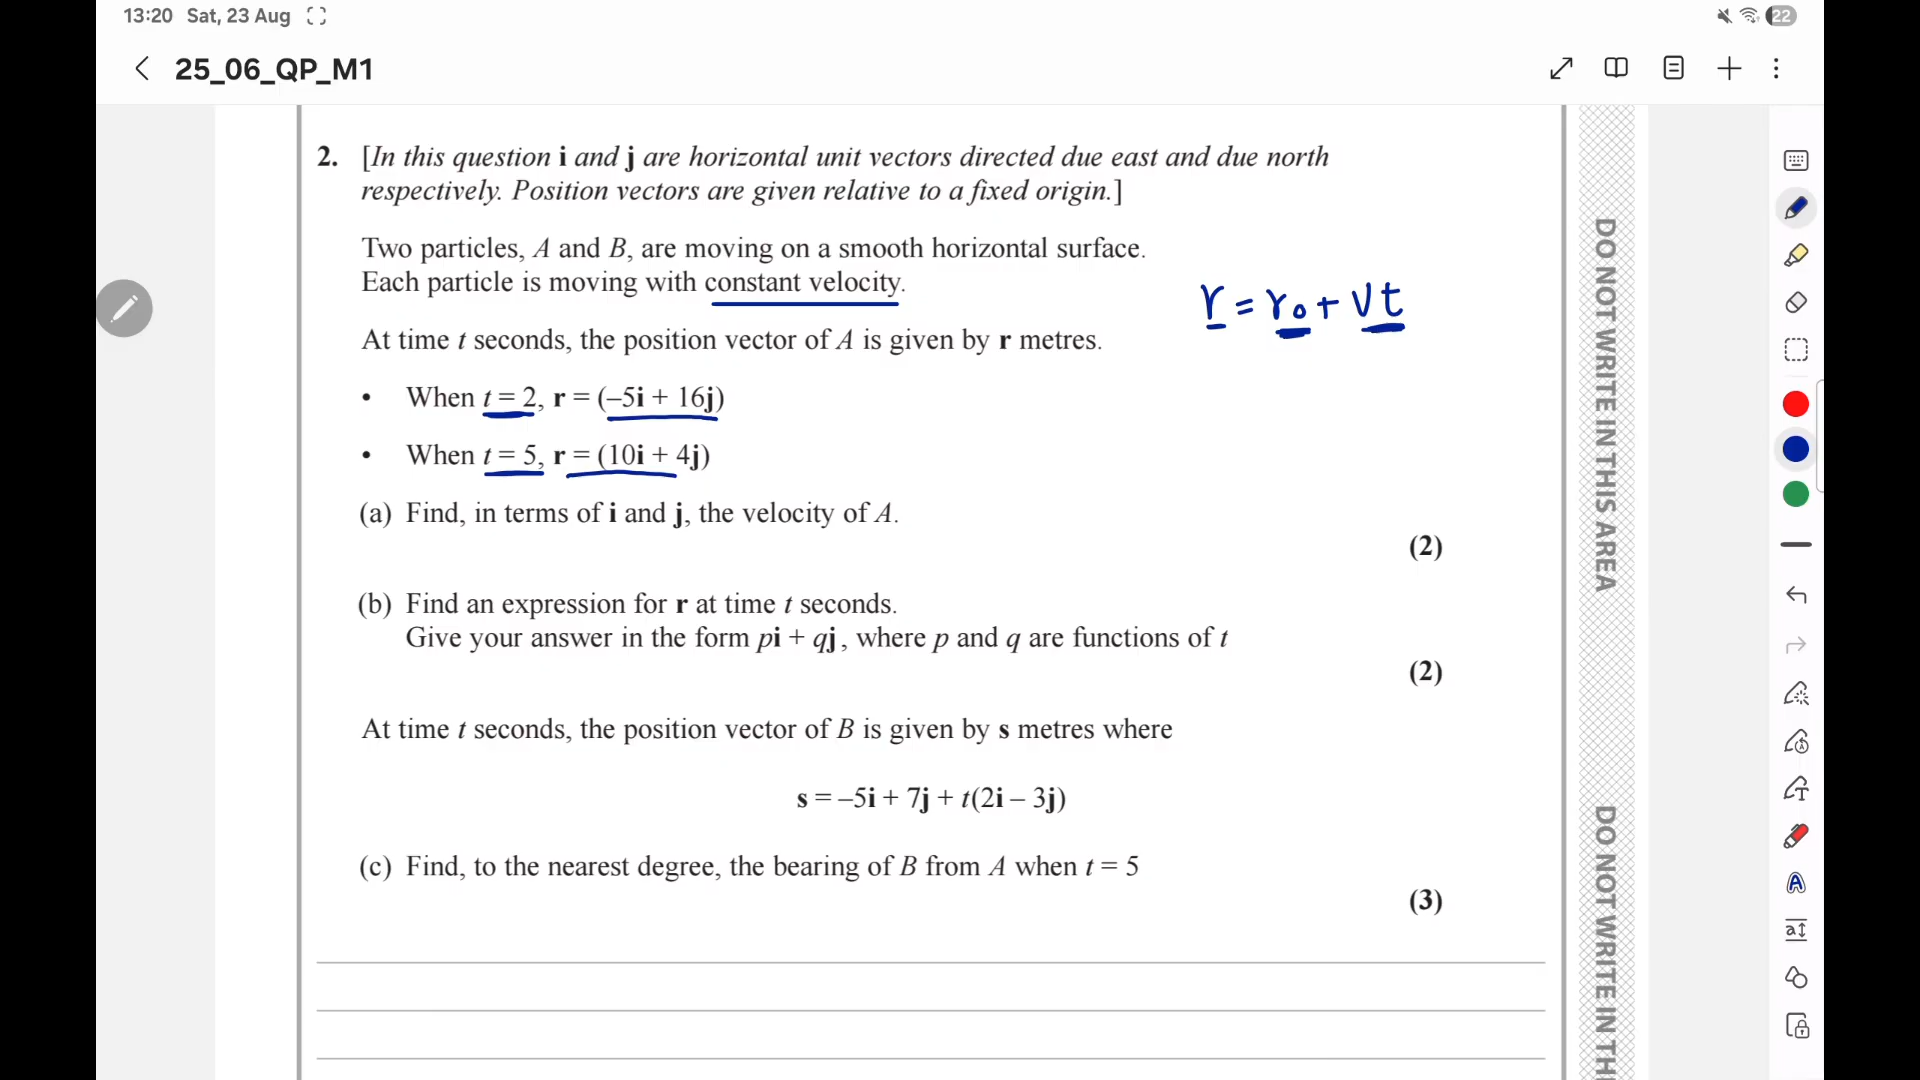 13:20 Sat, 23 Aug
22
25_06_QP_M1
2. [In this question i and j are horizontal unit vectors directed due east and due north
respectively. Position vectors are given relative to a fixed origin.]
Two particles, A and B, are moving on a smooth horizontal surface.
Each particle is moving with constant velocity.
r = r₀ + vt
At time t seconds, the position vector of A is given by r metres.
• When t = 2, r = (–5i + 16j)
• When t = 5, r = (10i + 4j)
(a) Find, in terms of i and j, the velocity of A.
(2)
(b) Find an expression for r at time t seconds.
Give your answer in the form pi + qj, where p and q are functions of t
(2)
At time t seconds, the position vector of B is given by s metres where
s = –5i + 7j + t(2i – 3j)
(c) Find, to the nearest degree, the bearing of B from A when t = 5
(3)
DO NOT WRITE IN THIS AREA
DO NOT WRITE IN TH